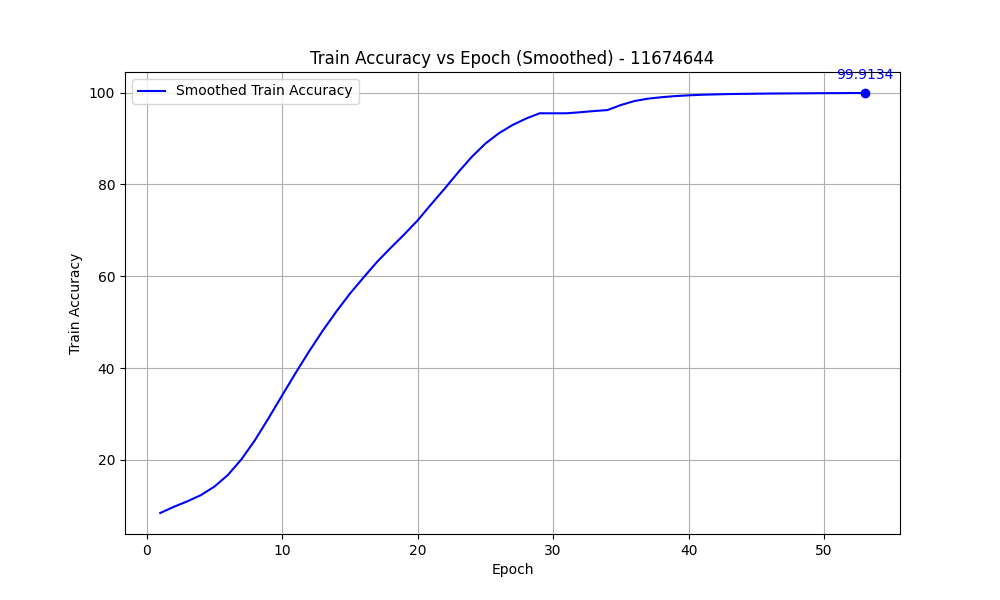 Train Accuracy vs Epoch (Smoothed) - 11674644
99.9134
Smoothed Train Accuracy
100
80
60
40
20
Train Accuracy
0 10 20 30 40 50
Epoch